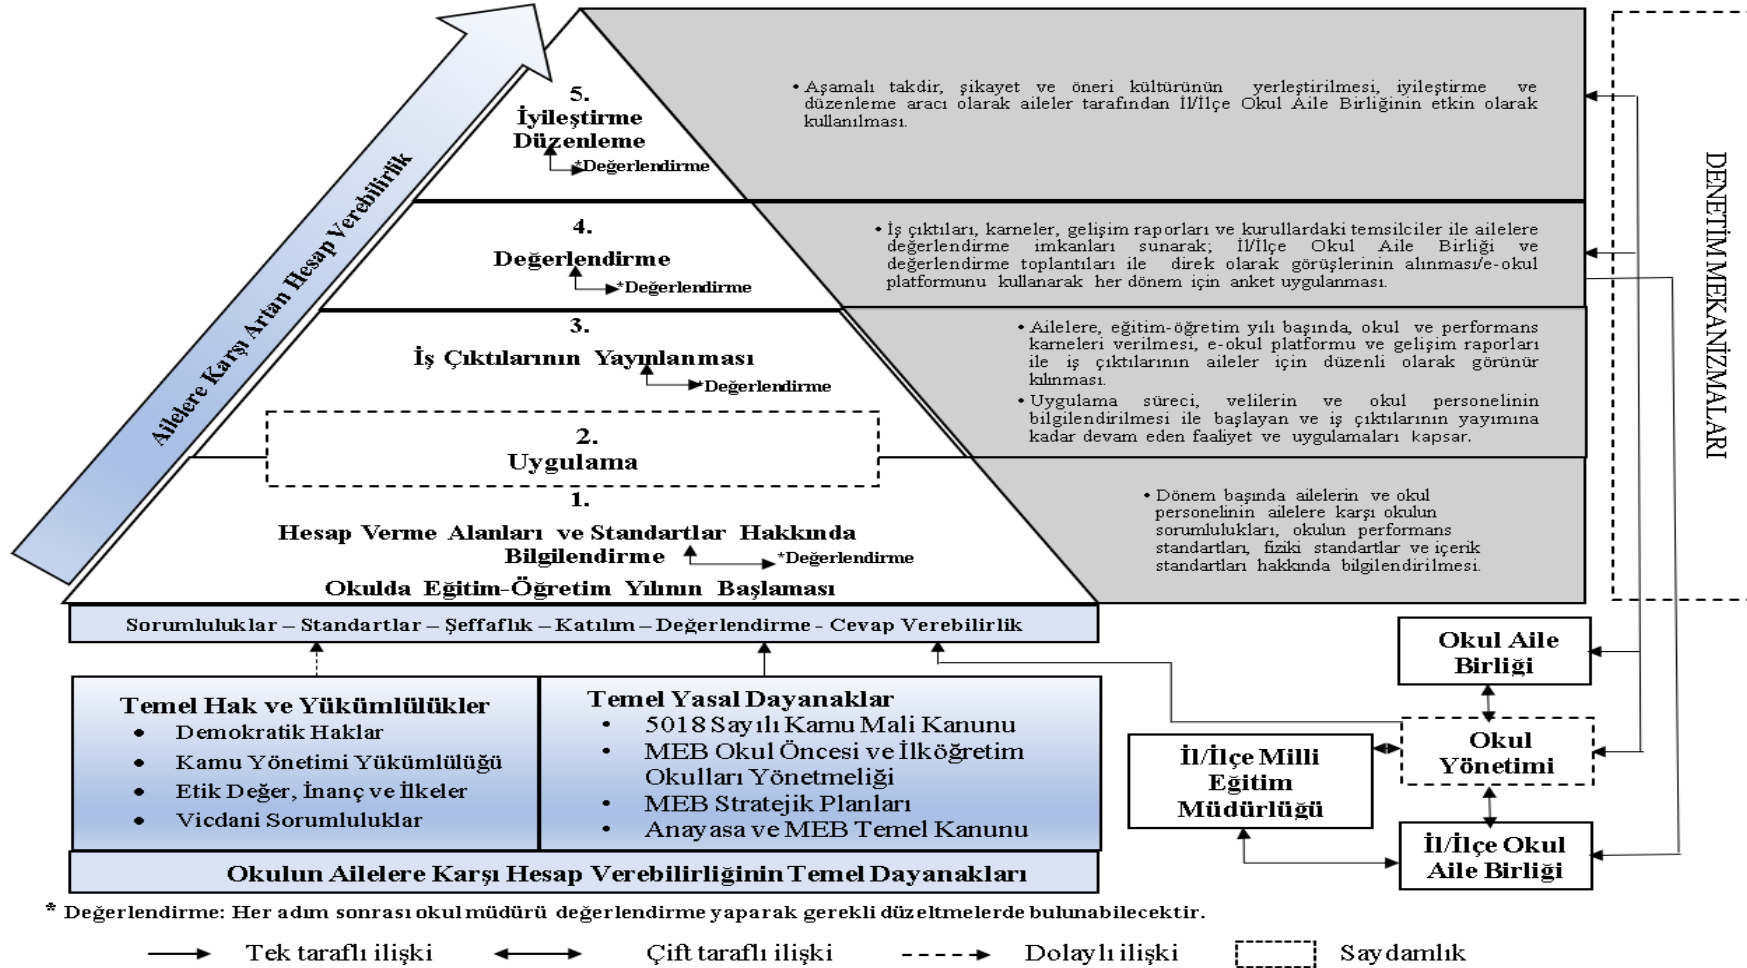 Ailelere Karşı Artan Hesap Verebilirlik
5.
İyileştirme
Düzenleme
*Değerlendirme
• Aşamalı takdir, şikayet ve öneri kültürünün yerleştirilmesi, iyileştirme ve
düzenleme aracı olarak aileler tarafından İl/İlçe Okul Aile Birliğinin etkin olarak
kullanılması.
4.
Değerlendirme
*Değerlendirme
• İş çıktıları, karneler, gelişim raporları ve kurullardaki temsilciler ile ailelere
değerlendirme imkanları sunarak; İl/İlçe Okul Aile Birliği ve
değerlendirme toplantıları ile direk olarak görüşlerinin alınması/e-okul
platformunu kullanarak her dönem için anket uygulanması.
3.
İş Çıktılarının Yayınlanması
*Değerlendirme
• Ailelere, eğitim-öğretim yılı başında, okul ve performans
karneleri verilmesi, e-okul platformu ve gelişim raporları
ile iş çıktılarının aileler için düzenli olarak görünür
kılınması.
• Uygulama süreci, velilerin ve okul personelinin
bilgilendirilmesi ile başlayan ve iş çıktılarının yayımına
kadar devam eden faaliyet ve uygulamaları kapsar.
2.
Uygulama
1.
Hesap Verme Alanları ve Standartlar Hakkında
Bilgilendirme
*Değerlendirme
Okulda Eğitim-Öğretim Yılının Başlaması
• Dönem başında ailelerin ve okul
personelinin ailelere karşı okulun
sorumlulukları, okulun performans
standartları, fiziki standartlar ve içerik
standartları hakkında bilgilendirilmesi.
DENETİM MEKANİZMALARI
Sorumluluklar – Standartlar – Şeffaflık – Katılım – Değerlendirme - Cevap Verebilirlik
Temel Hak ve Yükümlülükler
• Demokratik Haklar
• Kamu Yönetimi Yükümlülüğü
• Etik Değer, İnanç ve İlkeler
• Vicdani Sorumluluklar
Temel Yasal Dayanaklar
• 5018 Sayılı Kamu Mali Kanunu
• MEB Okul Öncesi ve İlköğretim
Okulları Yönetmeliği
• MEB Stratejik Planları
• Anayasa ve MEB Temel Kanunu
Okulun Ailelere Karşı Hesap Verebilirliğinin Temel Dayanakları
Okul Aile
Birliği
Okul
Yönetimi
İl/İlçe Milli
Eğitim
Müdürlüğü
İl/İlçe Okul
Aile Birliği
* Değerlendirme: Her adım sonrası okul müdürü değerlendirme yaparak gerekli düzeltmelerde bulunabilecektir.
Tek taraflı ilişki
Çift taraflı ilişki
Dolaylı ilişki
Saydamlık